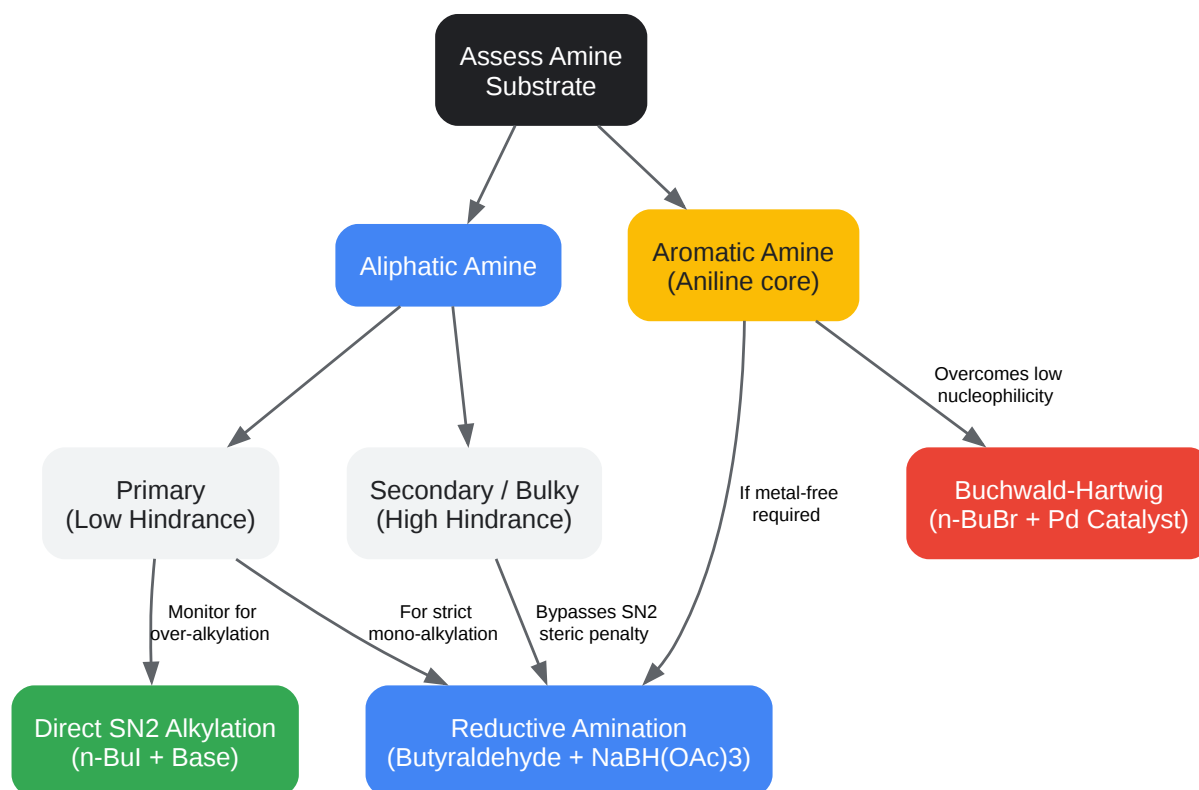 Assess Amine
Substrate
Aliphatic Amine
Aromatic Amine
(Aniline core)
Overcomes low
nucleophilicity
Primary
(Low Hindrance)
Secondary / Bulky
(High Hindrance)
If metal-free
required
Buchwald-Hartwig
(n-BuBr + Pd Catalyst)
Monitor for
over-alkylation
For strict
mono-alkylation
Bypasses SN2
steric penalty
Direct SN2 Alkylation
(n-BuI + Base)
Reductive Amination
(Butyraldehyde + NaBH(OAc)3)